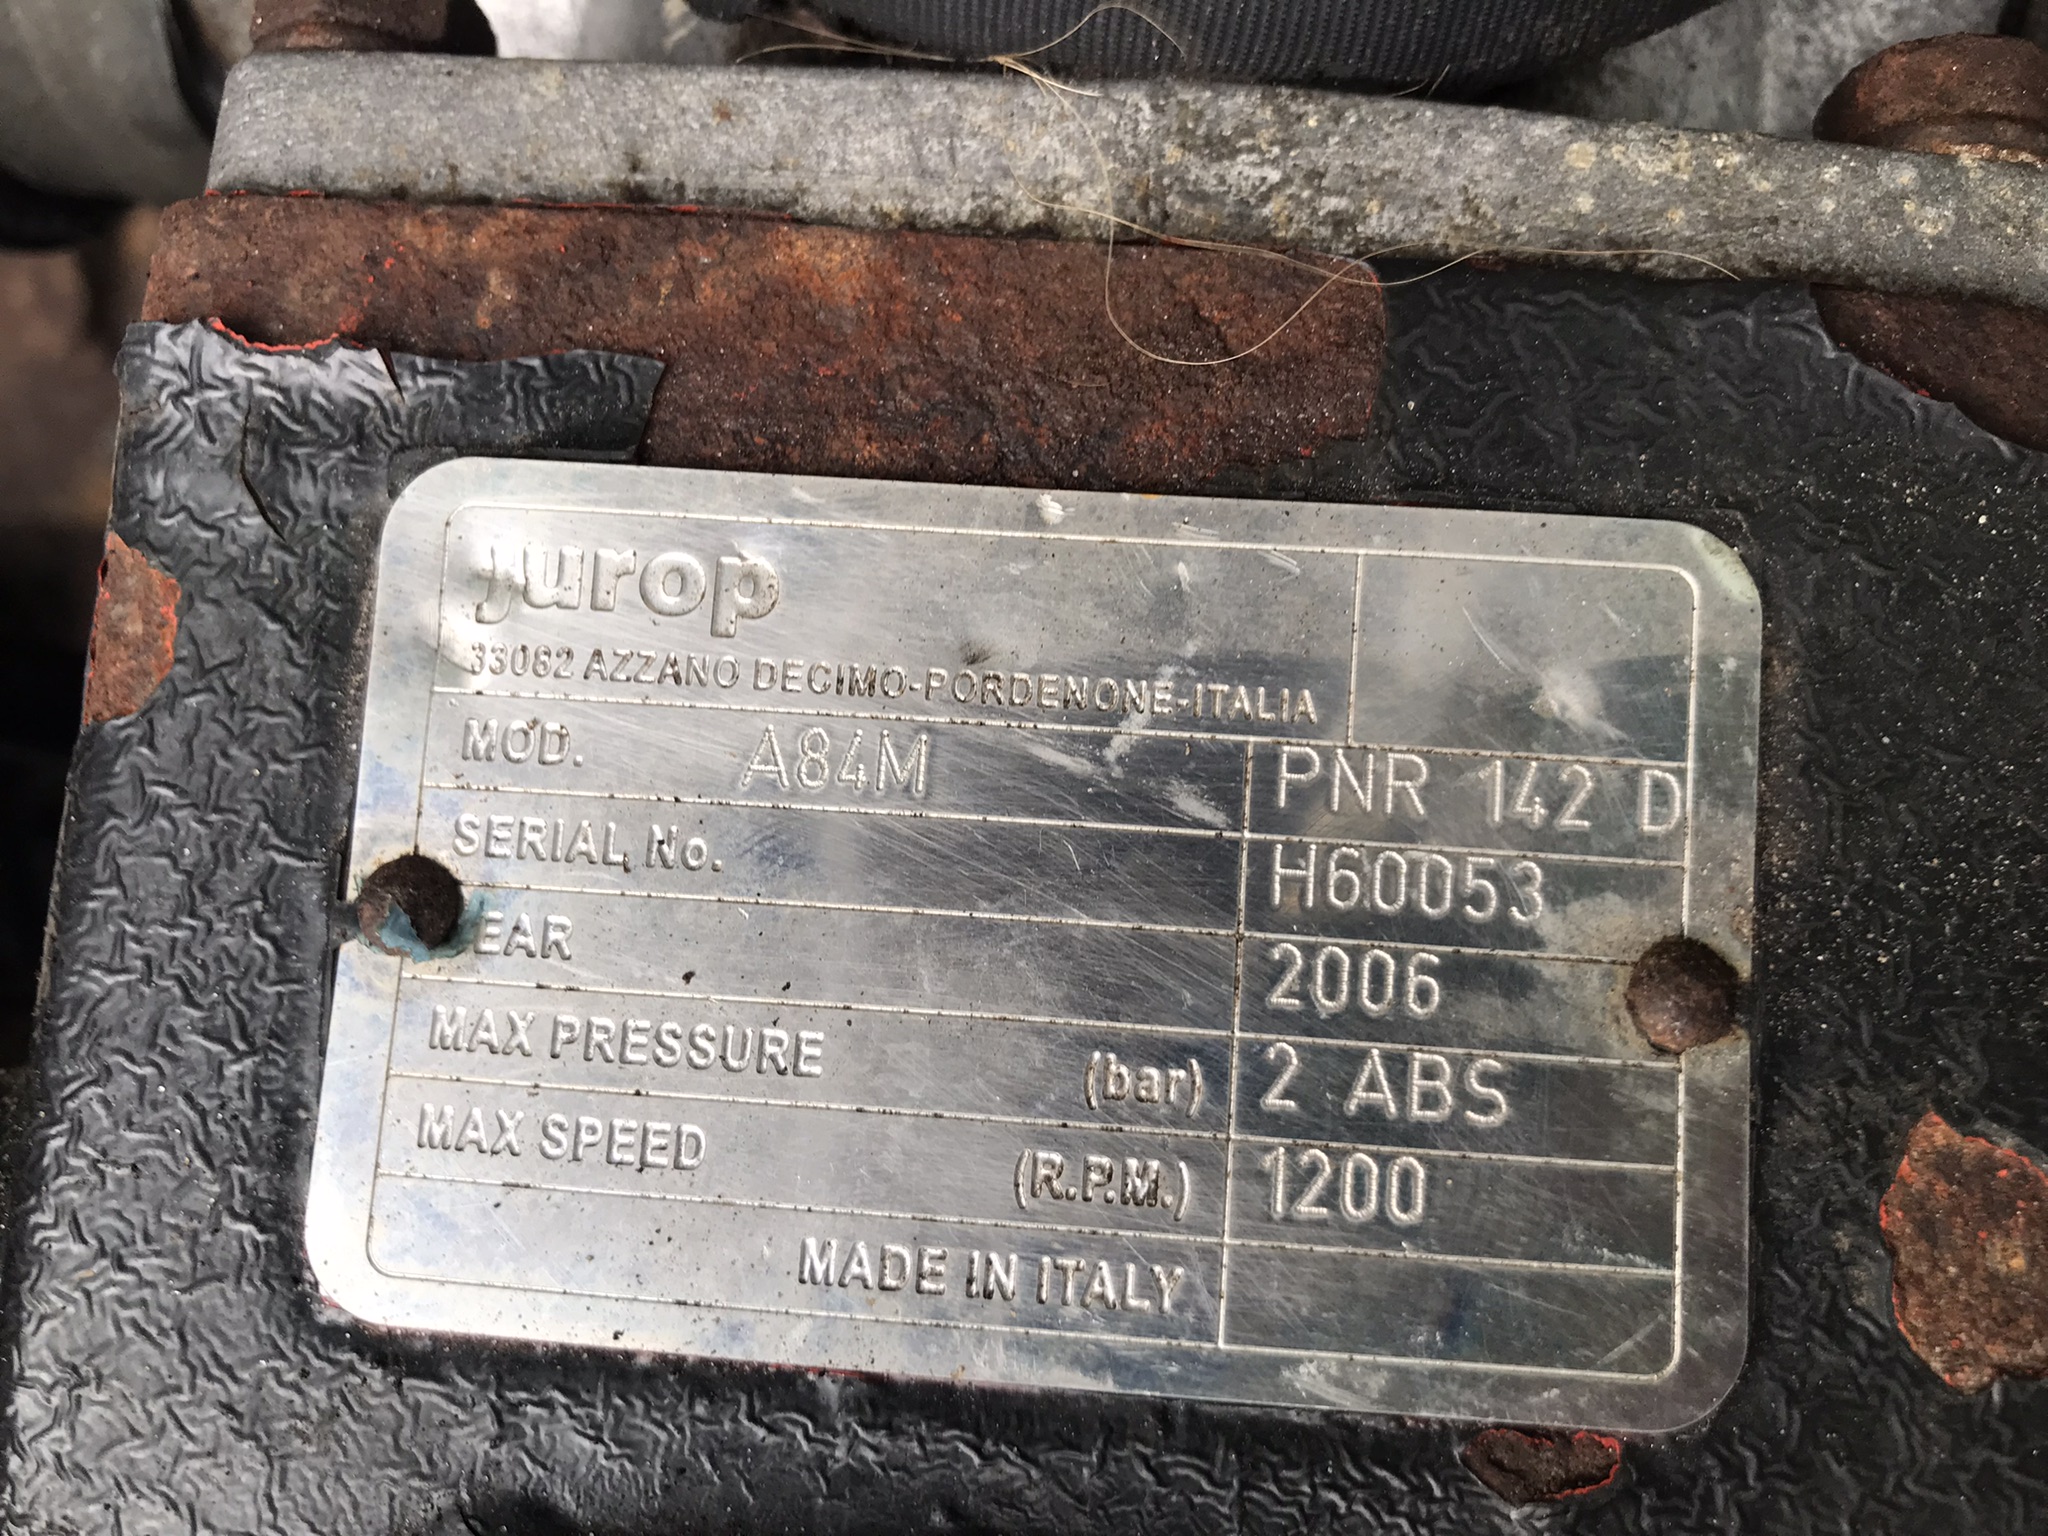 jurop
33082 AZZANO DECIMO-PORDENONE-ITALIA
MOD. A84M PNR 142 D
SERIAL No. H60053
EAR 2006
MAX PRESSURE (bar) 2 ABS
MAX SPEED (R.P.M.) 1200
MADE IN ITALY